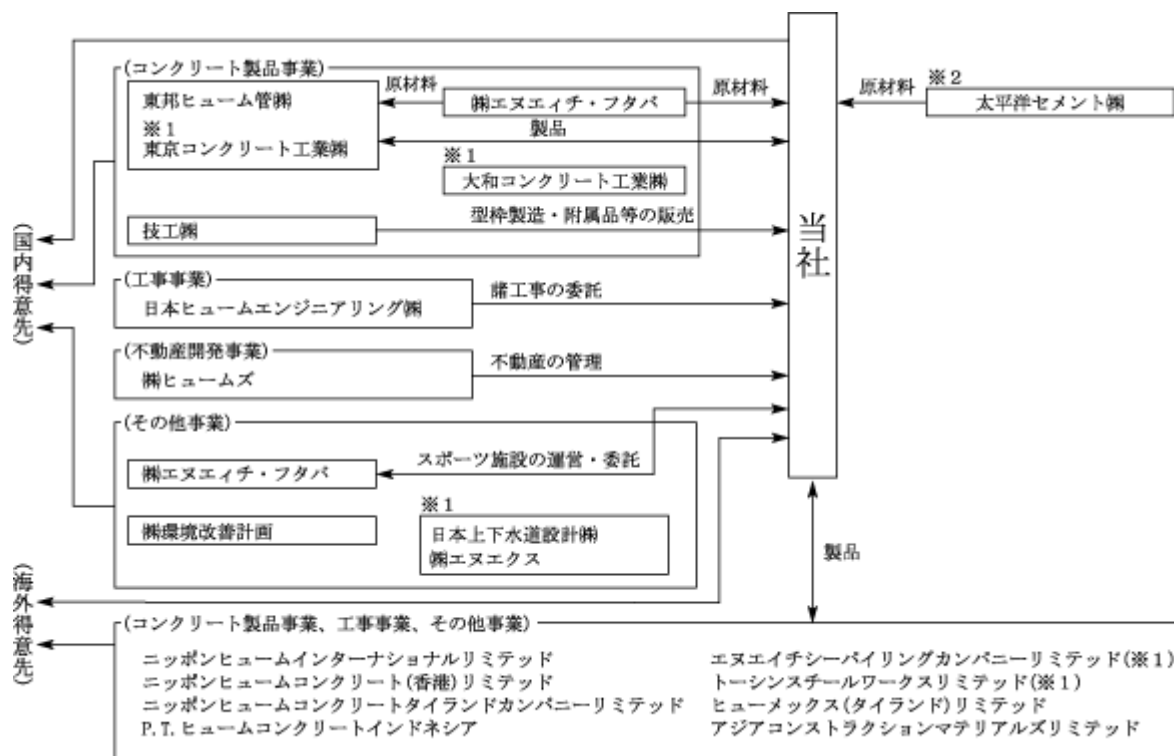 (コンクリート製品事業)
東邦ヒューム管㈱
※1
東京コンクリート工業㈱
原材料
㈱エヌエィチ・フタバ
原材料
製品
※1
大和コンクリート工業㈱
技工㈱
型枠製造・附属品等の販売
原材料
※2
太平洋セメント㈱
当社
(国内得意先)
(工事事業)
日本ヒュームエンジニアリング㈱
諸工事の委託
(不動産開発事業)
㈱ヒュームズ
不動産の管理
(その他事業)
㈱エヌエィチ・フタバ
スポーツ施設の運営・委託
㈱環境改善計画
※1
日本上下水道設計㈱
㈱エヌエクス
製品
(海外得意先)
(コンクリート製品事業、工事事業、その他事業)
ニッポンヒュームインターナショナルリミテッド
ニッポンヒュームコンクリート(香港)リミテッド
ニッポンヒュームコンクリートタイランドカンパニーリミテッド
P.T.ヒュームコンクリートインドネシア
エヌエイチシーパイリングカンパニーリミテッド(※1)
トーシンスチールワークスリミテッド(※1)
ヒューメックス(タイランド)リミテッド
アジアコンストラクションマテリアルズリミテッド